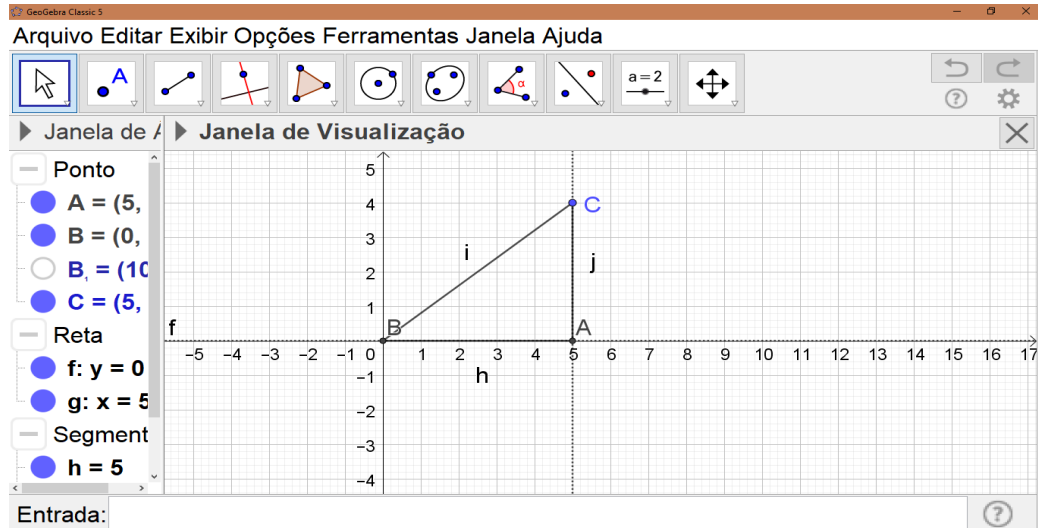 GeoGebra Classic 5
Arquivo Editar Exibir Opções Ferramentas Janela Ajuda
A
α
a = 2
Janela de A
Janela de Visualização
Ponto
A = (5,
B = (0,
B₁ = (10
C = (5,
Reta
f: y = 0
g: x = 5
Segment
h = 5
5
4
3
2
1
–1
–2
–3
–4
–5 –4 –3 –2 –1 0 1 2 3 4 5 6 7 8 9 10 11 12 13 14 15 16 17
C
i
j
B
A
f
h
Entrada:
?
?